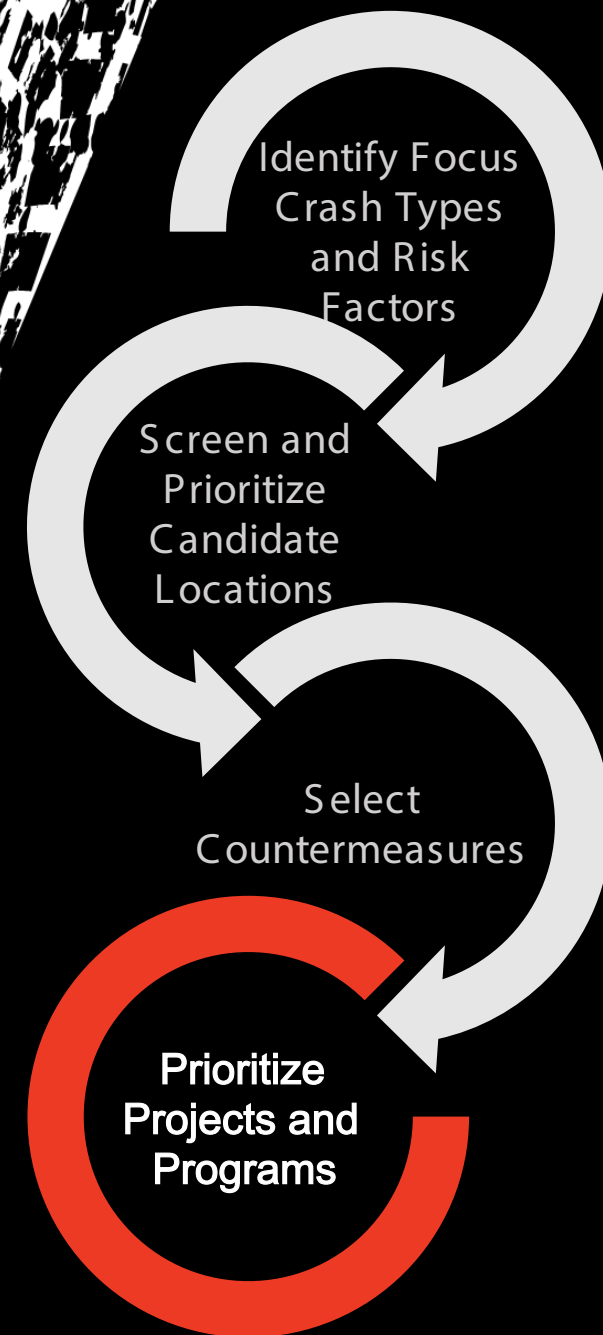 Identify Focus
Crash Types
and Risk
Factors
Screen and
Prioritize
Candidate
Locations
Select
Countermeasures
Prioritize
Projects and
Programs